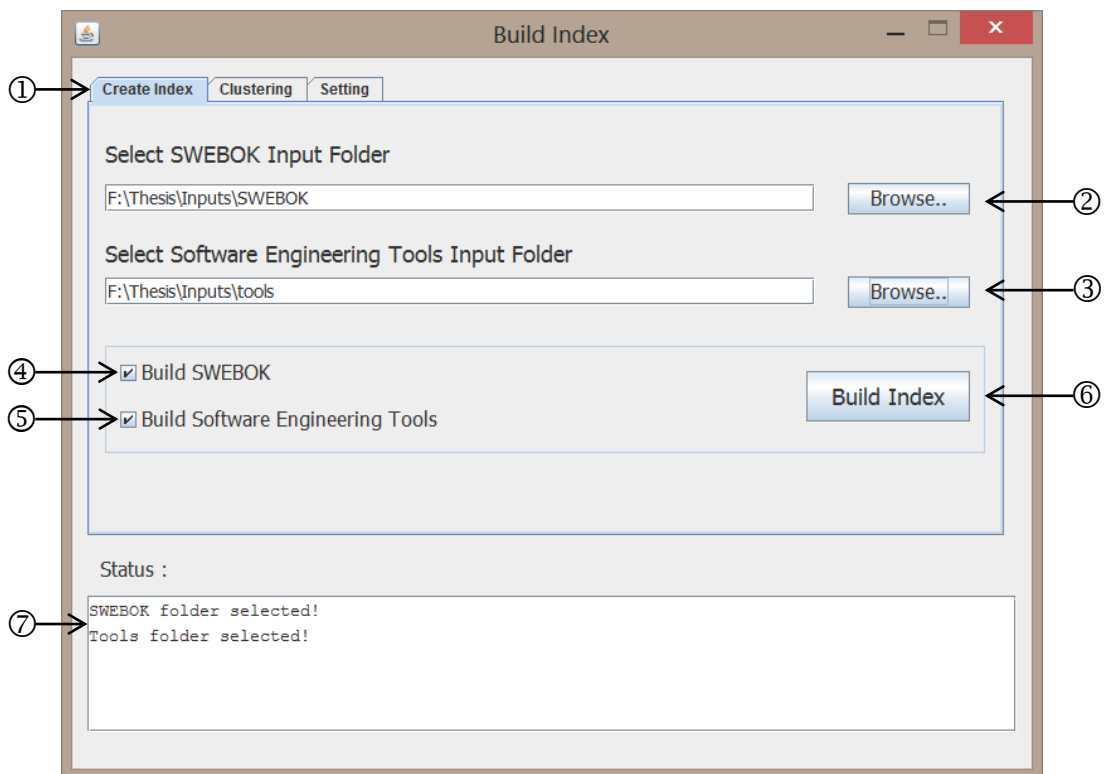 Build Index
① Create Index Clustering Setting
Select SWEBOK Input Folder
F:\Thesis\Inputs\SWEBOK Browse.. ②
Select Software Engineering Tools Input Folder
F:\Thesis\Inputs\tools Browse.. ③
④ Build SWEBOK
Build Index ⑥
⑤ Build Software Engineering Tools
Status :
SWEBOK folder selected!
⑦
Tools folder selected!